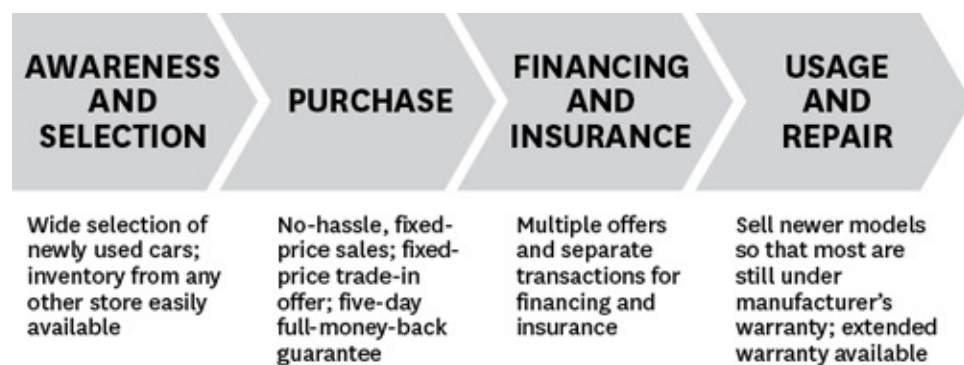 AWARENESS
AND
SELECTION
PURCHASE
FINANCING
AND
INSURANCE
USAGE
AND
REPAIR
Wide selection of
newly used cars;
inventory from any
other store easily
available
No-hassle, fixed-
price sales; fixed-
price trade-in
offer; five-day
full-money-back
guarantee
Multiple offers
and separate
transactions for
financing and
insurance
Sell newer models
so that most are
still under
manufacturer's
warranty; extended
warranty available